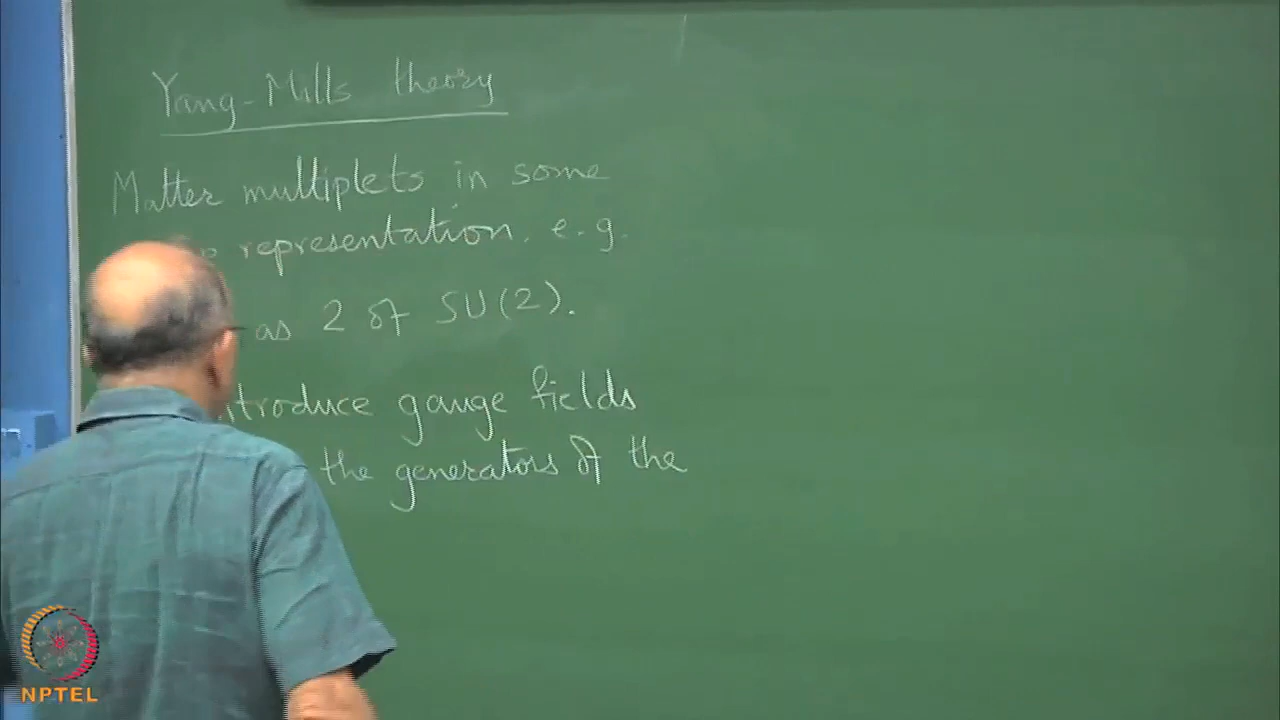 Yang-Mills theory
Matter multiplets in some
representation. e.g.
as 2 of SU(2).
gauge fields
the generators of the
NPTEL